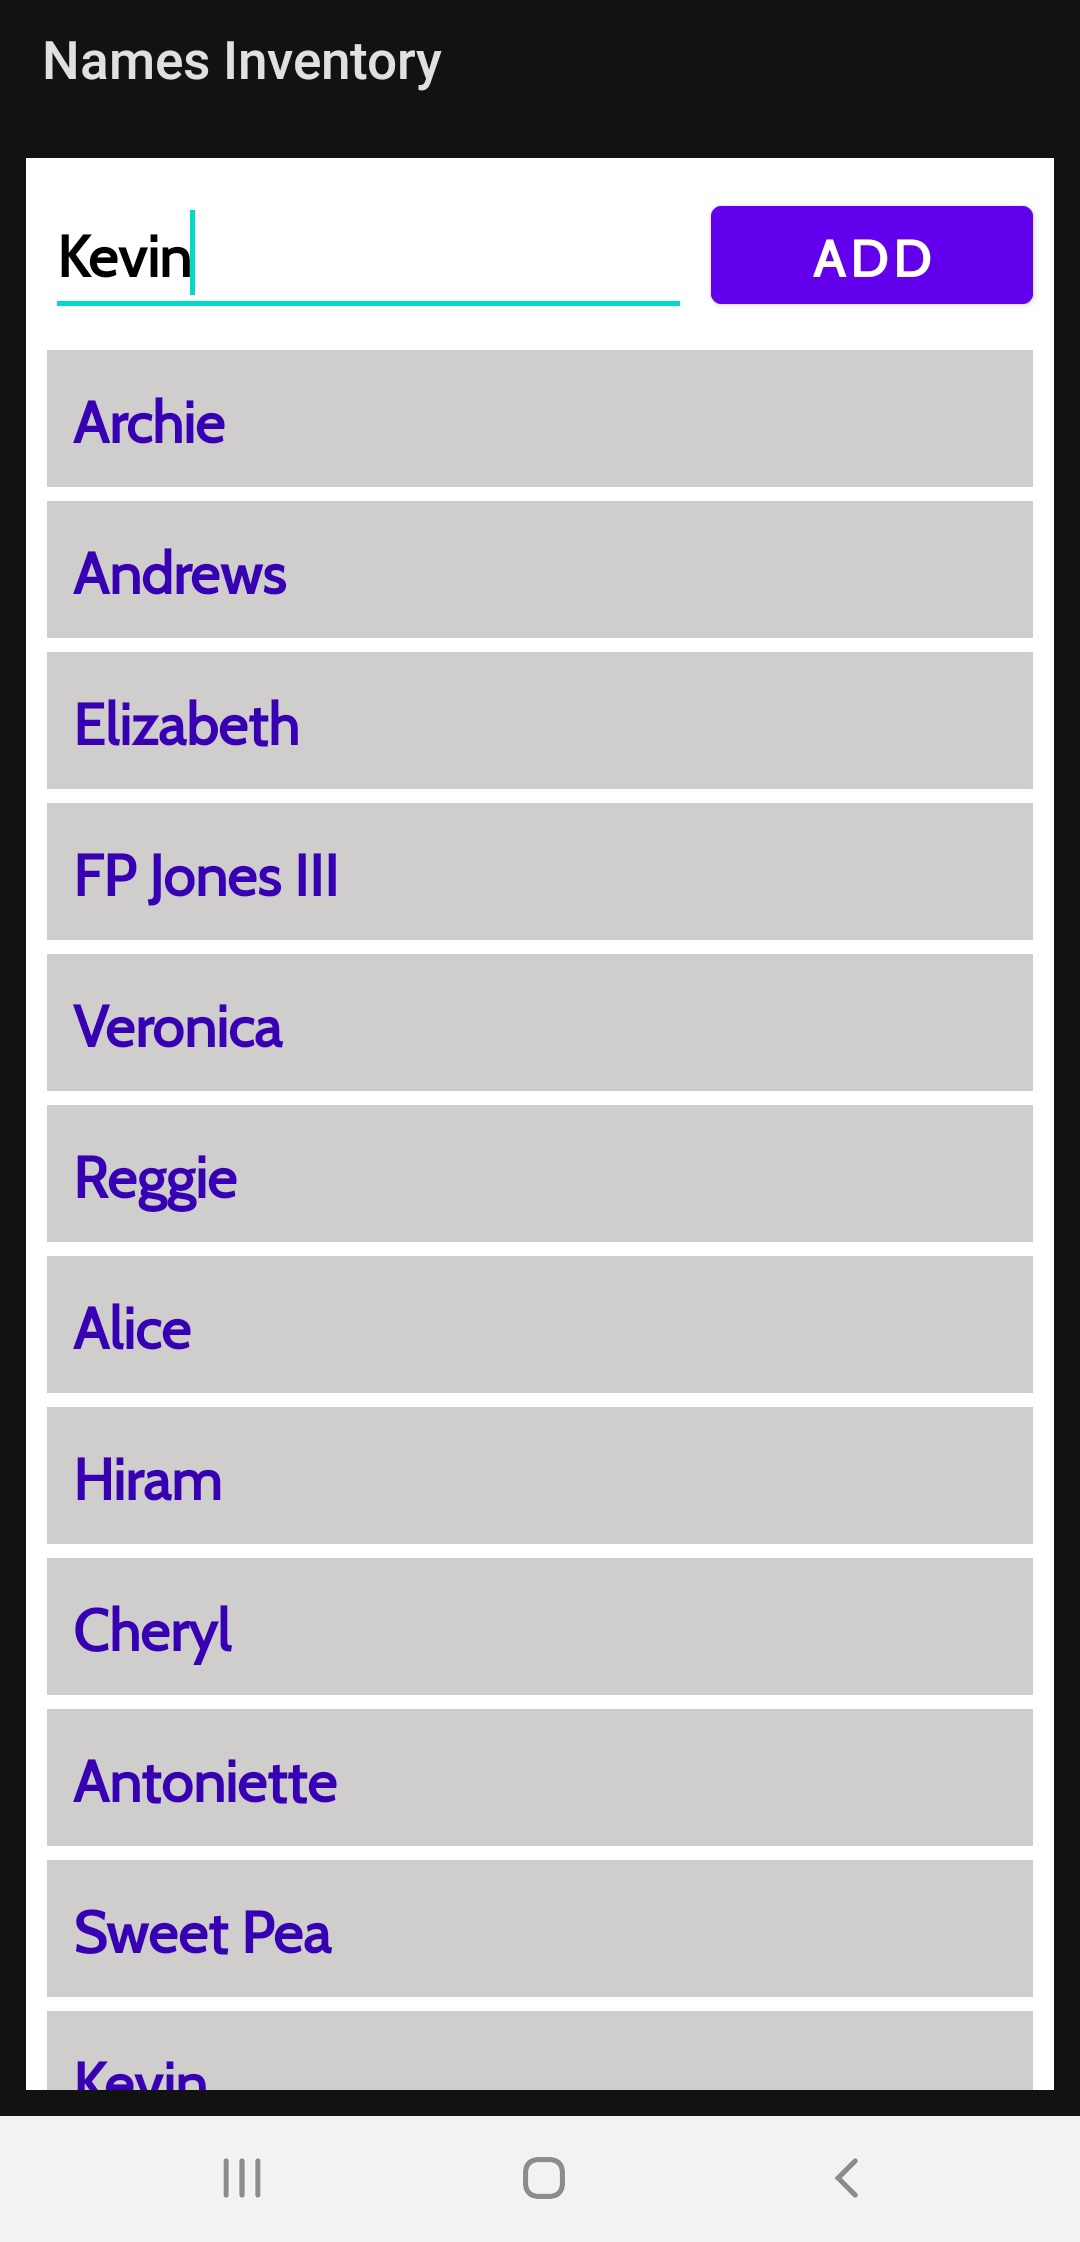 Names Inventory
Kevin
ADD
Archie
Andrews
Elizabeth
FP Jones III
Veronica
Reggie
Alice
Hiram
Cheryl
Antoniette
Sweet Pea
Kevin